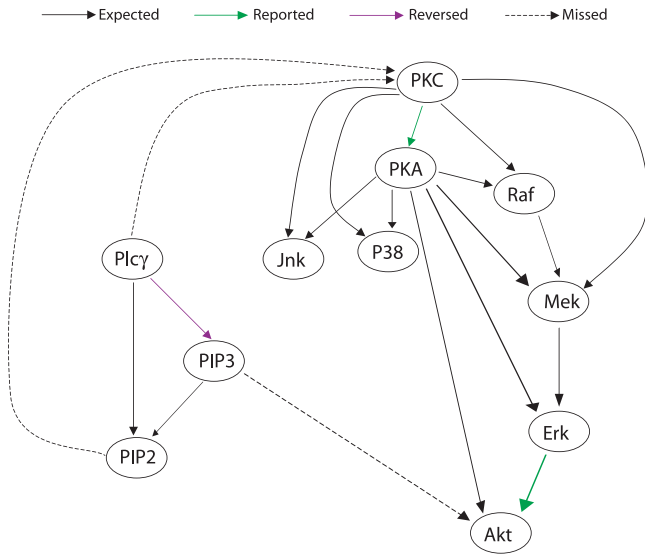 Expected Reported Reversed Missed
PKC
PKA
Raf
Plcγ
Jnk
P38
Mek
PIP3
Erk
PIP2
Akt